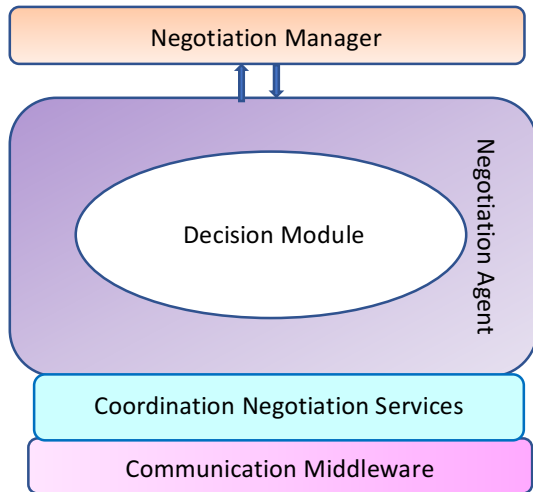 Negotiation Manager
Decision Module
Negotiation Agent
Coordination Negotiation Services
Communication Middleware